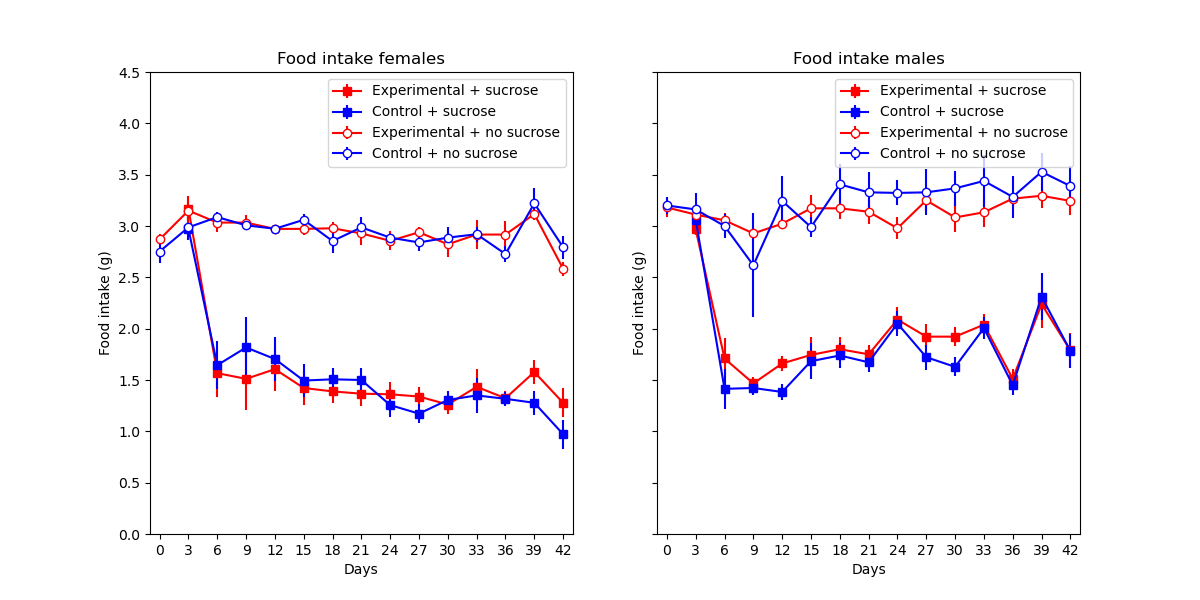 Food intake females
Food intake (g)
4.5
4.0
3.5
3.0
2.5
2.0
1.5
1.0
0.5
0.0
Experimental + sucrose
Control + sucrose
Experimental + no sucrose
Control + no sucrose
0 3 6 9 12 15 18 21 24 27 30 33 36 39 42
Days
Food intake males
Food intake (g)
Experimental + sucrose
Control + sucrose
Experimental + no sucrose
Control + no sucrose
0 3 6 9 12 15 18 21 24 27 30 33 36 39 42
Days